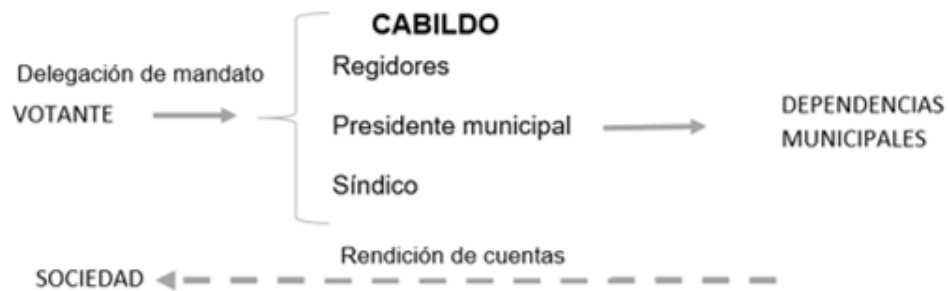 CABILDO
Delegación de mandato
Regidores
VOTANTE
Presidente municipal
DEPENDENCIAS
MUNICIPALES
Síndico
Rendición de cuentas
SOCIEDAD